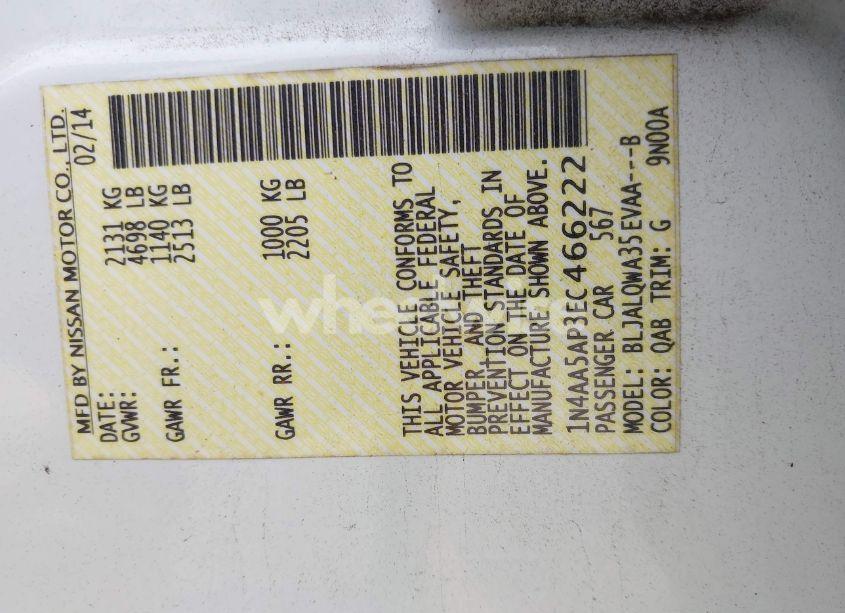 MFD BY NISSAN MOTOR CO., LTD.
DATE: 02/14
GVWR: 2131 KG
4698 LB
GAWR FR.: 1140 KG
2513 LB
GAWR RR.: 1000 KG
2205 LB
THIS VEHICLE CONFORMS TO
ALL APPLICABLE FEDERAL
MOTOR VEHICLE SAFETY,
BUMPER AND THEFT
PREVENTION STANDARDS IN
EFFECT ON THE DATE OF
MANUFACTURE SHOWN ABOVE.
1N4AA5AP3EC466222
PASSENGER CAR 567
MODEL: BLJALQWA35EVAA---B
COLOR: QAB TRIM: G 9N00A